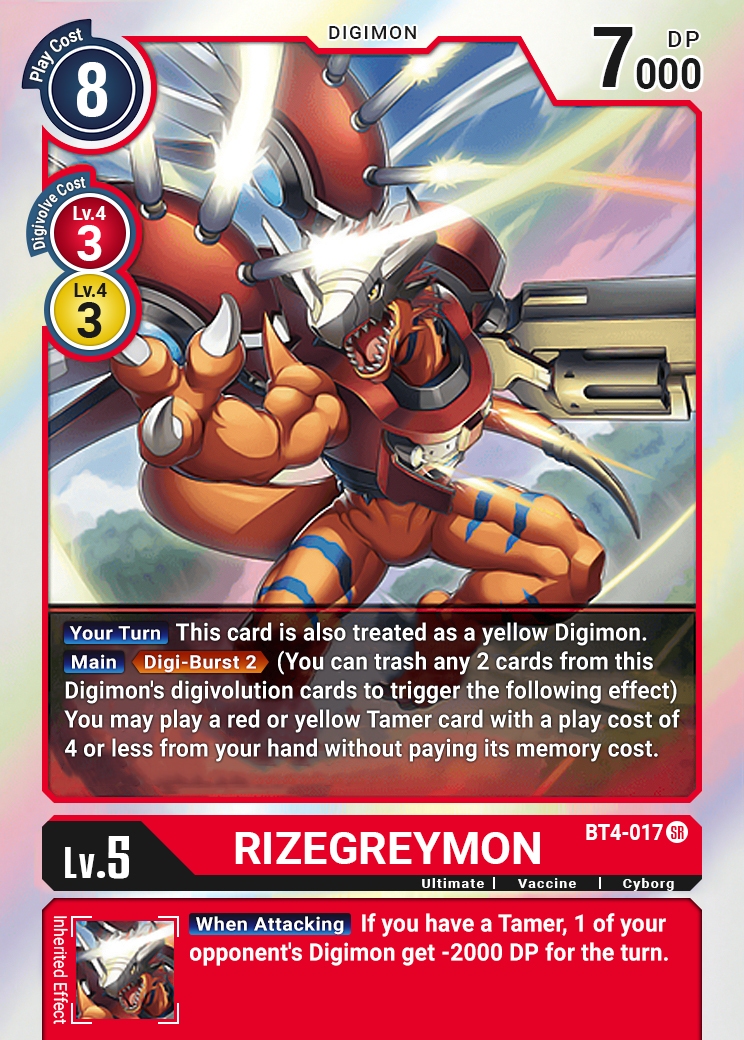 DIGIMON
Play Cost
8
DP
7000
Digivolve Cost
Lv.4
3
Lv.4
3
Your Turn This card is also treated as a yellow Digimon.
Main Digi-Burst 2 (You can trash any 2 cards from this
Digimon's digivolution cards to trigger the following effect)
You may play a red or yellow Tamer card with a play cost of
4 or less from your hand without paying its memory cost.
BT4-017 SR
Lv.5 RIZEGREYMON
Ultimate | Vaccine | Cyborg
Inherited Effect
When Attacking If you have a Tamer, 1 of your
opponent's Digimon get -2000 DP for the turn.